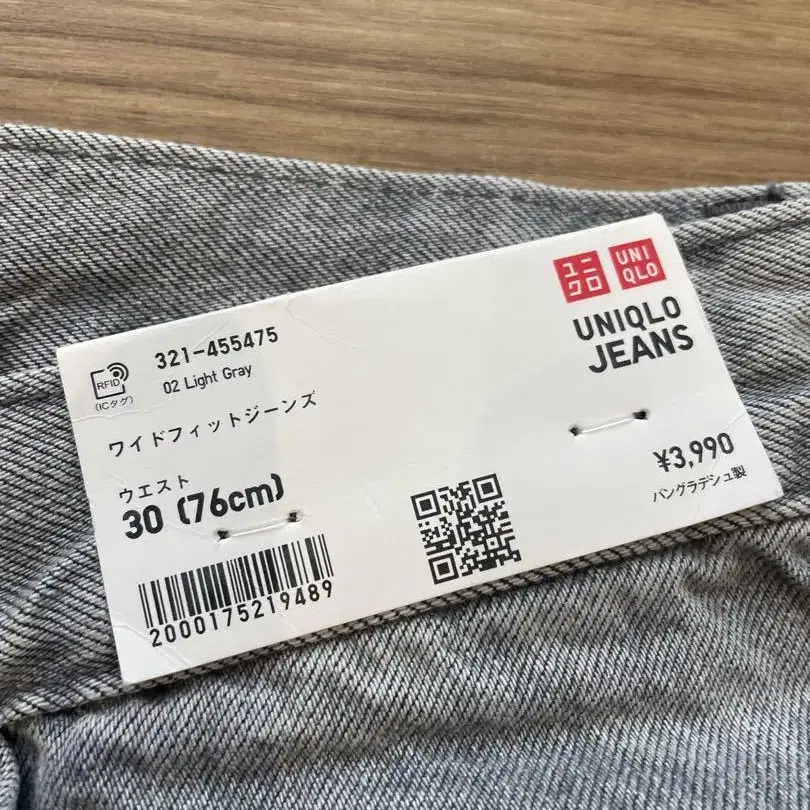 ユニ
クロ
UNI
QLO
UNIQLO
JEANS
RFID
(ICタグ)
321-455475
02 Light Gray
ワイドフィットジーンズ
ウエスト
30 (76cm)
2000175219489
¥3,990
バングラデシュ製